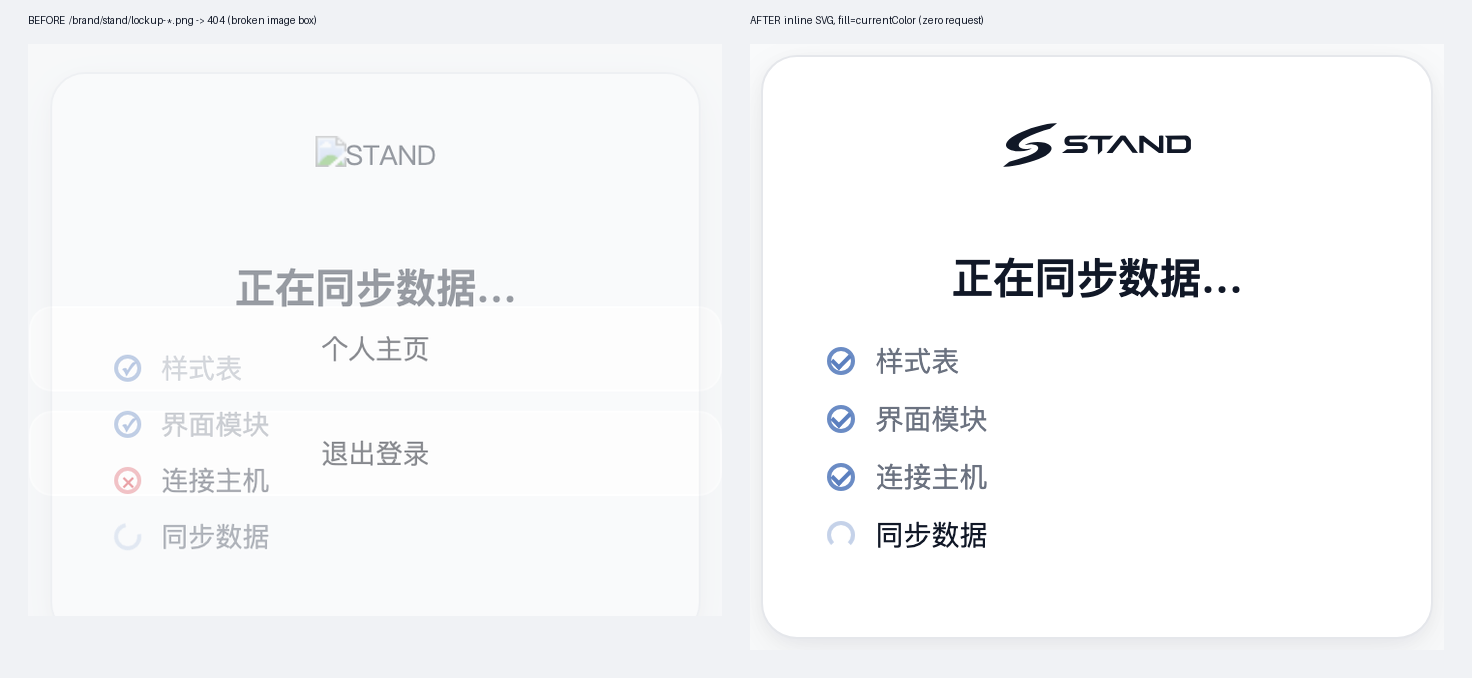 BEFORE /brand/stand/lockup-*.png -> 404 (broken image box)
STAND
正在同步数据...
个人主页
样式表
界面模块
退出登录
连接主机
同步数据
AFTER inline SVG, fill=currentColor (zero request)
STAND
正在同步数据...
样式表
界面模块
连接主机
同步数据